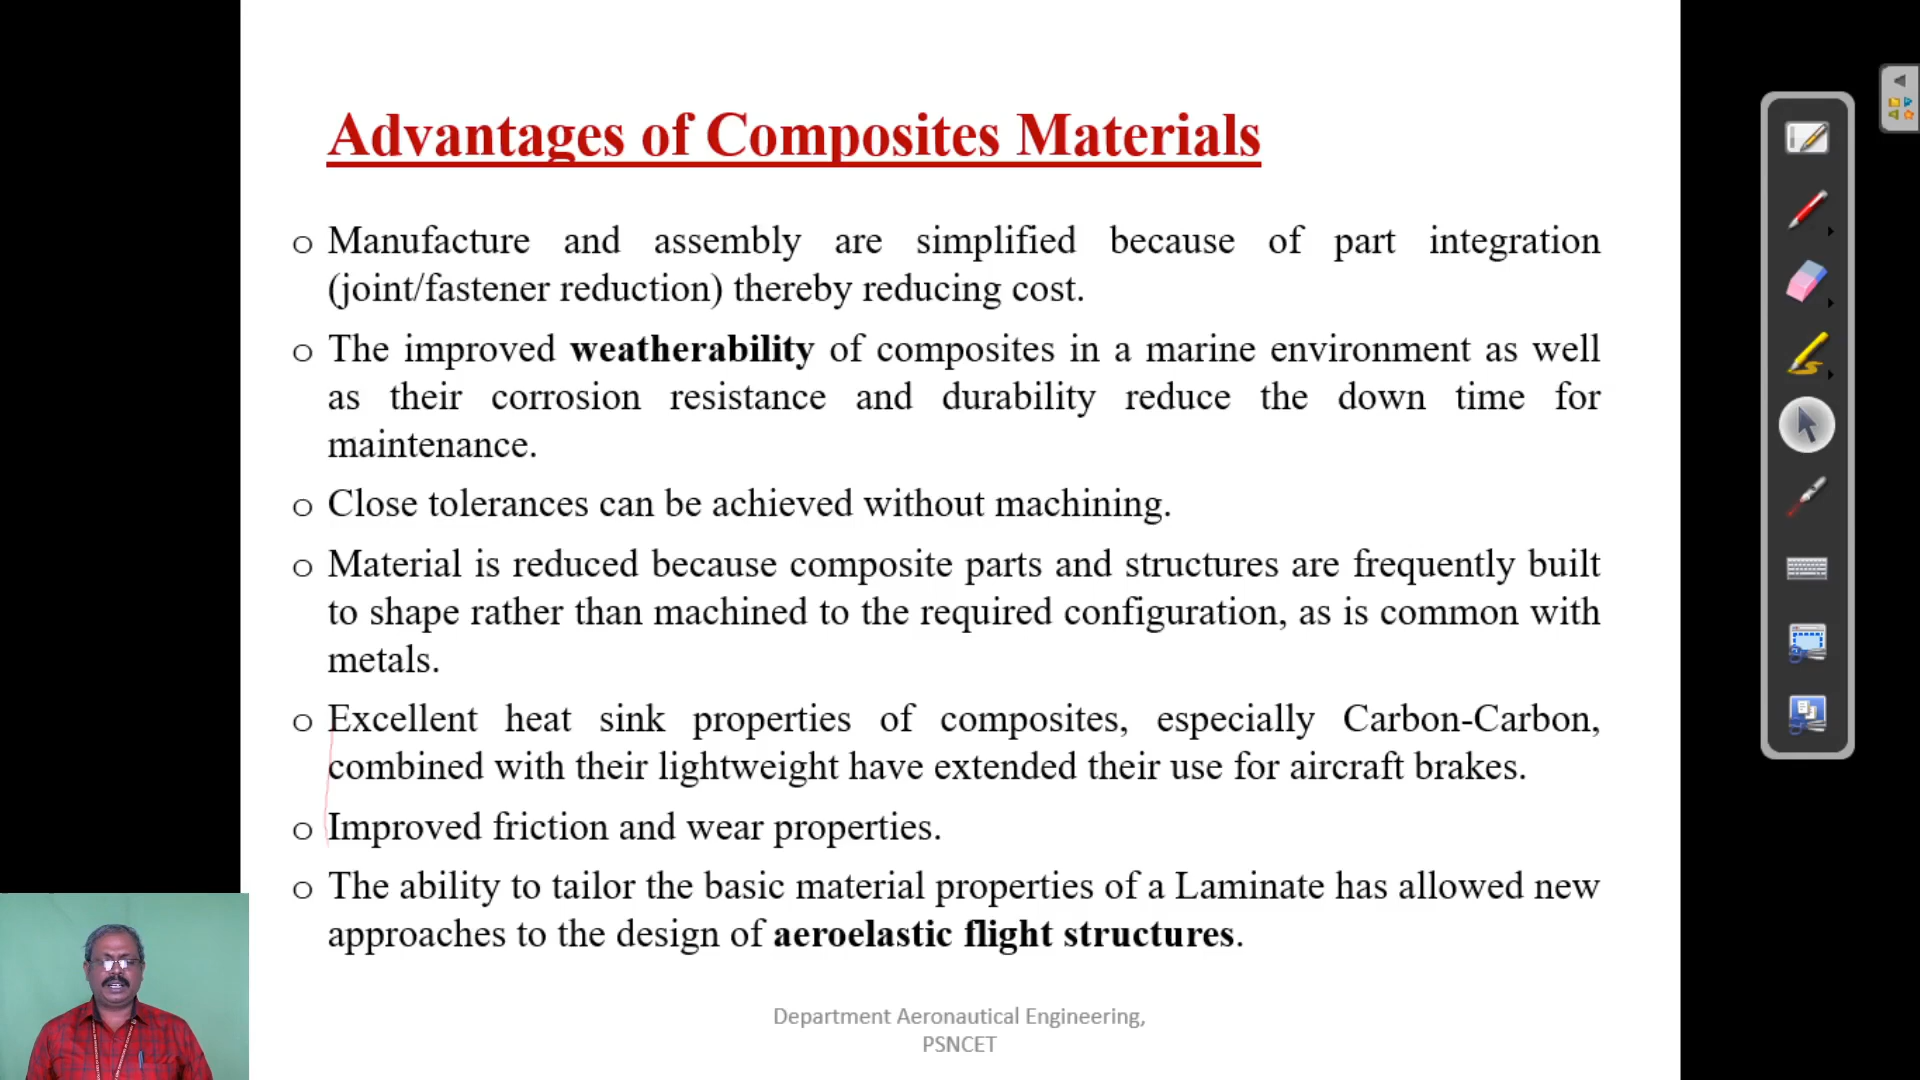 Advantages of Composites Materials
o Manufacture and assembly are simplified because of part integration
(joint/fastener reduction) thereby reducing cost.
o The improved weatherability of composites in a marine environment as well
as their corrosion resistance and durability reduce the down time for
maintenance.
o Close tolerances can be achieved without machining.
o Material is reduced because composite parts and structures are frequently built
to shape rather than machined to the required configuration, as is common with
metals.
o Excellent heat sink properties of composites, especially Carbon-Carbon,
combined with their lightweight have extended their use for aircraft brakes.
o Improved friction and wear properties.
o The ability to tailor the basic material properties of a Laminate has allowed new
approaches to the design of aeroelastic flight structures.
Department Aeronautical Engineering,
PSNCET